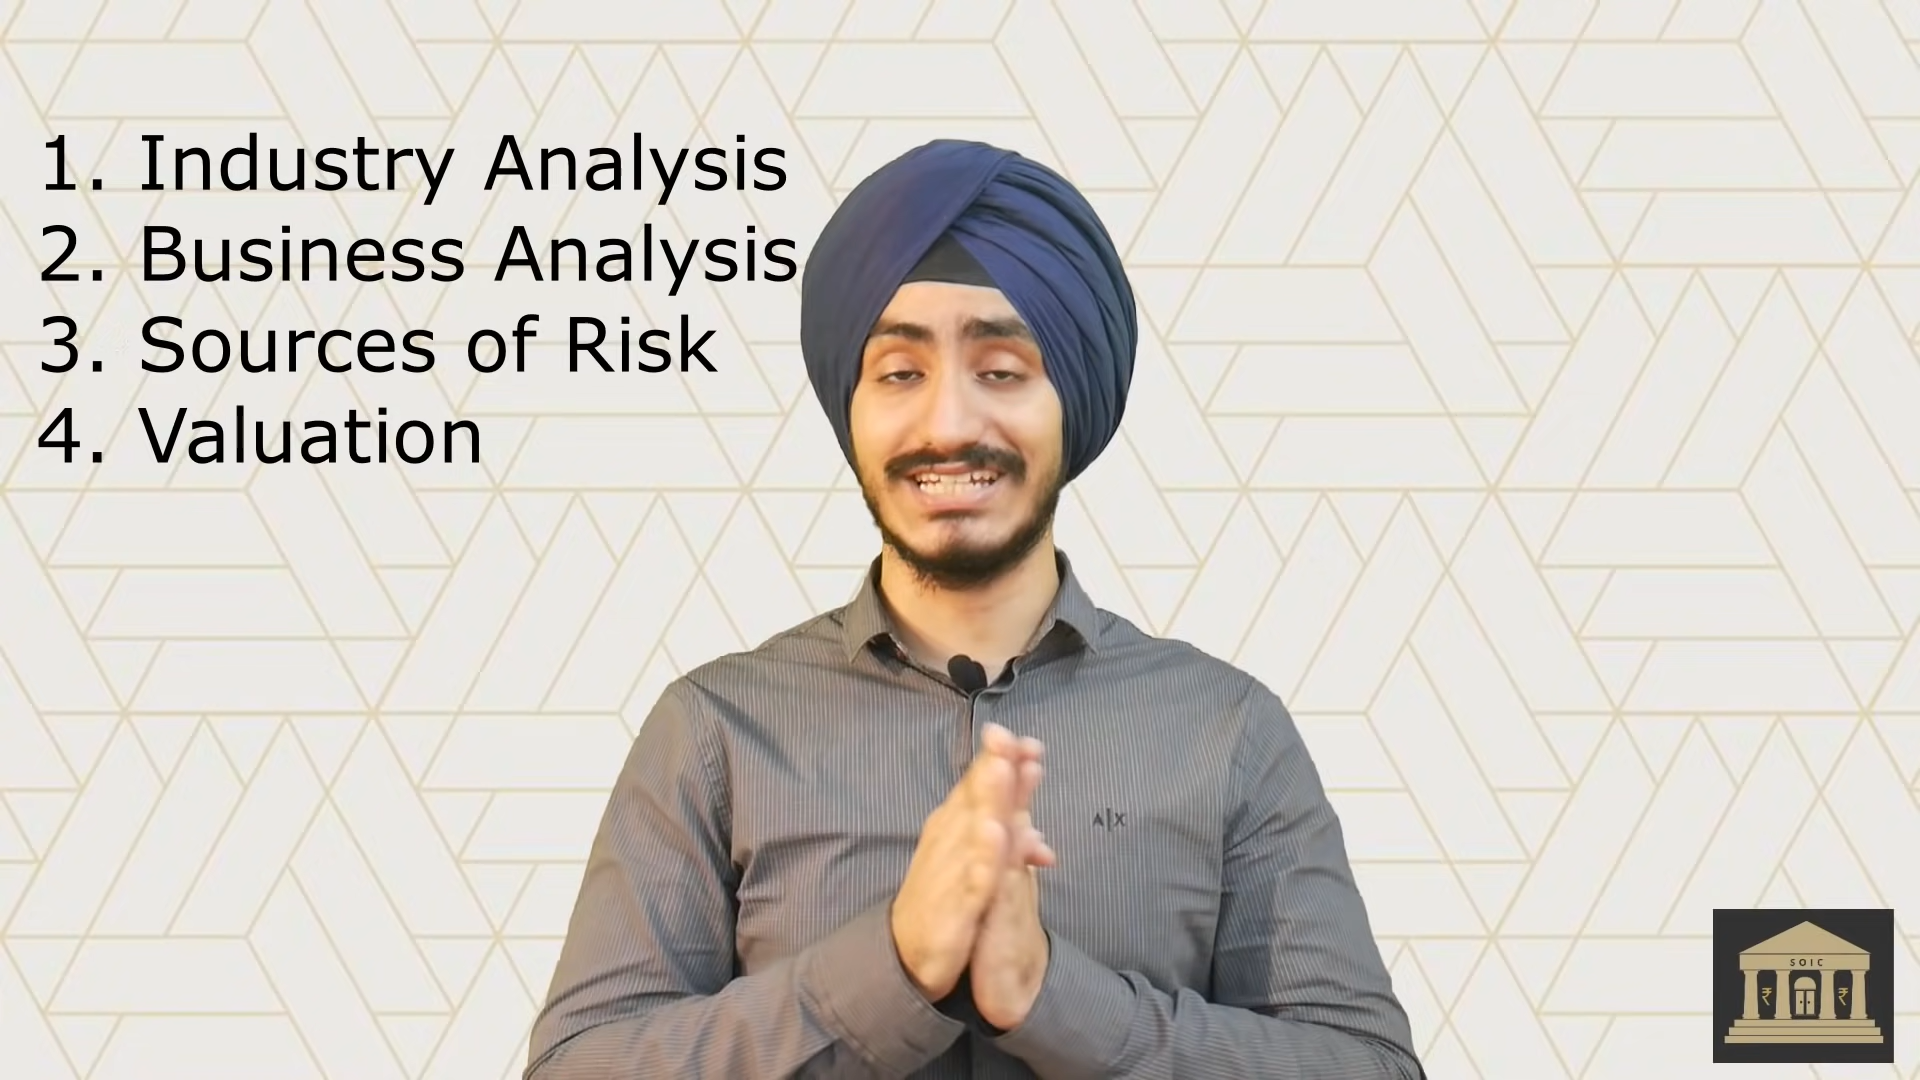 1. Industry Analysis
2. Business Analysis
3. Sources of Risk
4. Valuation
A|X
SOIC
₹ ₹